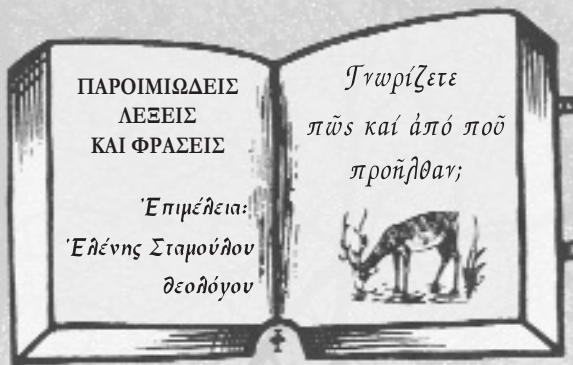 ΠΑΡΟΙΜΙΩΔΕΙΣ
ΛΕΞΕΙΣ
ΚΑΙ ΦΡΑΣΕΙΣ
Ἐπιμέλεια:
Ἑλένης Σταμούλου
θεολόγου
Γνωρίζετε
πῶς καί ἀπό ποῦ
προῆλθαν;